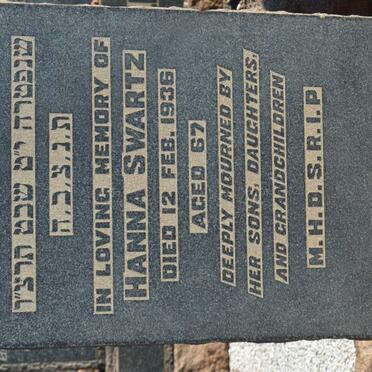 שנפטרה י"ט שבט תרצ"ו
ת.נ.צ.ב.ה
IN LOVING MEMORY OF
HANNA SWARTZ
DIED 12 FEB. 1936
AGED 67
DEEPLY MOURNED BY
HER SONS, DAUGHTERS,
AND GRANDCHILDREN
M.H.D.S.R.I.P